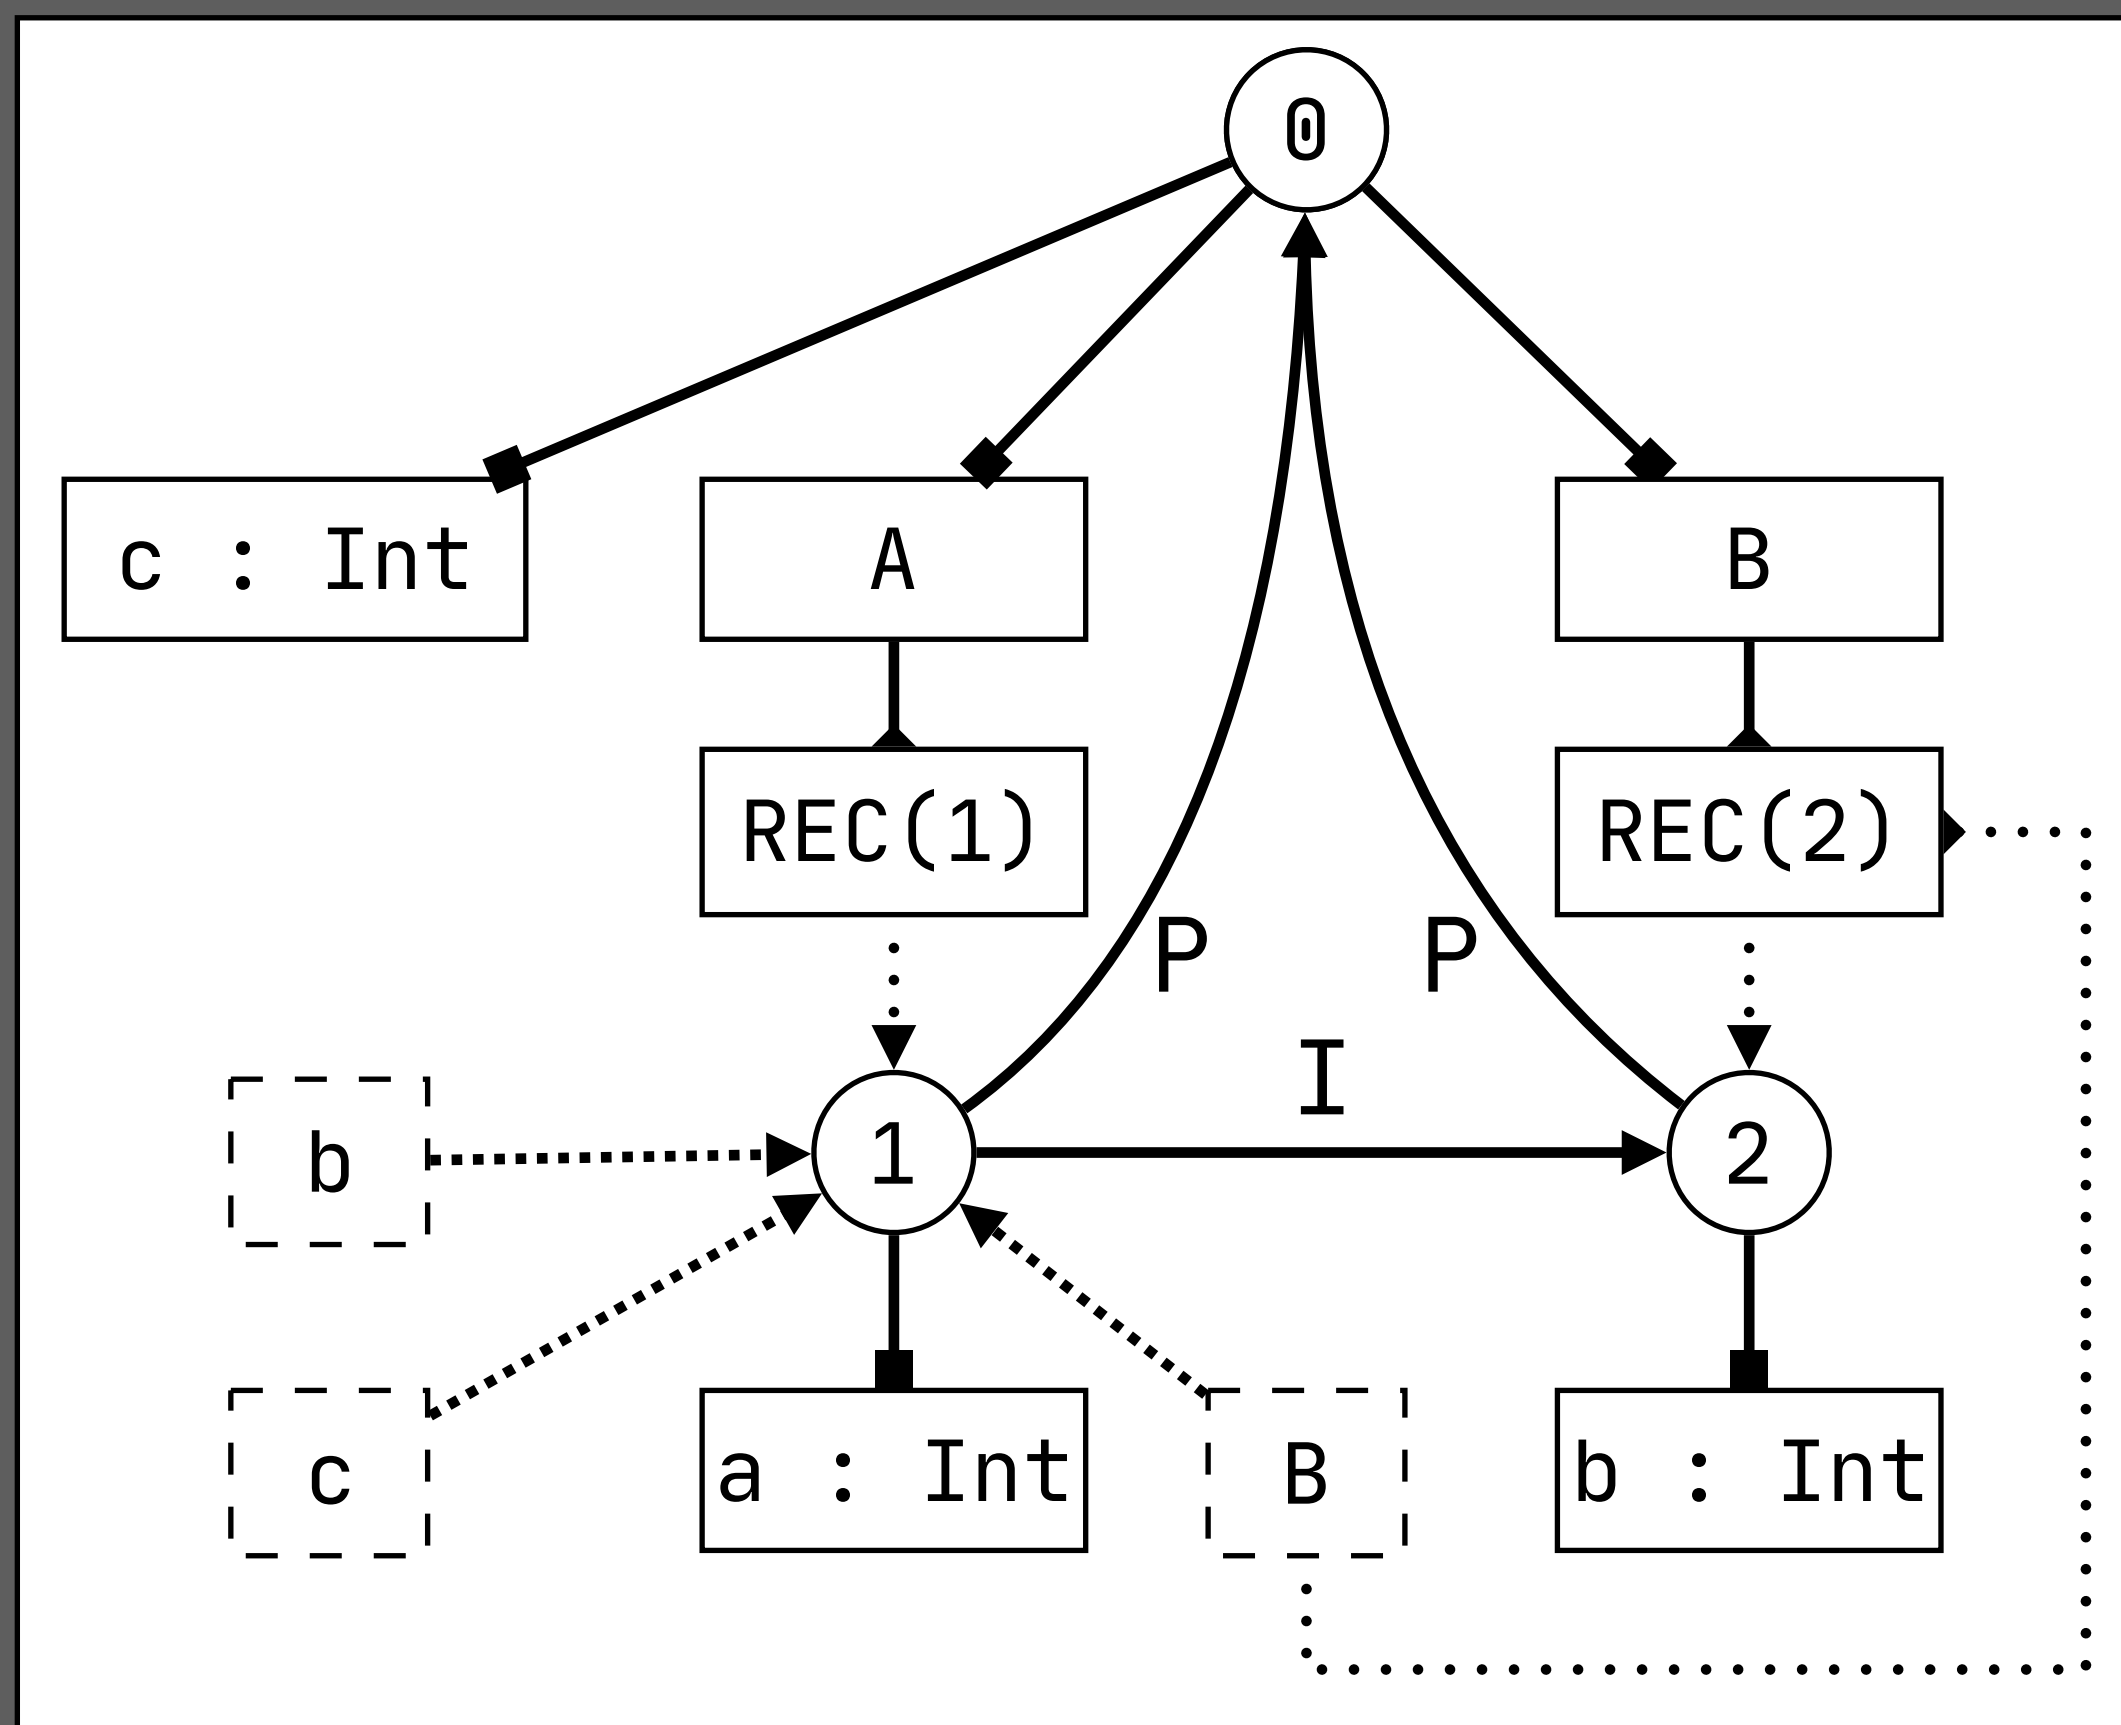 0
c : Int
A
B
REC(1)
REC(2)
P
P
I
b
1
2
c
a : Int
B
b : Int